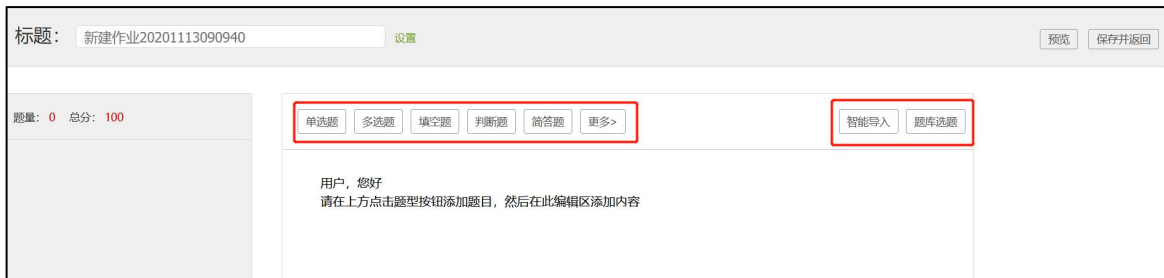 标题： 新建作业20201113090940 设置 预览 保存并返回
题量：0 总分：100
单选题 多选题 填空题 判断题 简答题 更多> 智能导入 题库选题
用户，您好
请在上方点击题型按钮添加题目，然后在此编辑区添加内容